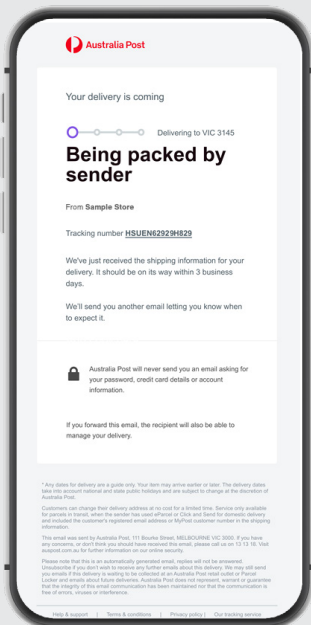 Australia Post
Your delivery is coming
Delivering to VIC 3145
Being packed by
sender
From Sample Store
Tracking number HSUEN62929H829
We've just received the shipping information for your
delivery. It should be on its way within 3 business
days.
We'll send you another email letting you know when
to expect it.
Australia Post will never send you an email asking for
your password, credit card details or account
information.
If you forward this email, the recipient will also be able to
manage your delivery.
* Any dates for delivery are a guide only. Your item may arrive earlier or later. The delivery dates
take into account national and state public holidays and are subject to change at the discretion of
Australia Post.
Customers can change their delivery address at no cost for a limited time. Service only available
for parcels in transit, when the sender has used eParcel or Click and Send for domestic delivery
and included the customer's registered email address or MyPost customer number in the shipping
information.
This email was sent by Australia Post, 111 Bourke Street, MELBOURNE VIC 3000. If you have
any concerns, or don't think you should have received this email, please call us on 13 13 18. Visit
auspost.com.au for further information on our online security.
Please note that this is an automatically generated email, replies will not be answered.
Unsubscribe if you don't wish to receive any further emails about this delivery. We may still send
you emails if this delivery is waiting to be collected at an Australia Post retail outlet or Parcel
Locker and emails about future deliveries. Australia Post does not represent, warrant or guarantee
that the integrity of this email communication has been maintained nor that the communication is
free of errors, viruses or interference.
Help & support | Terms & conditions | Privacy policy | Our tracking service